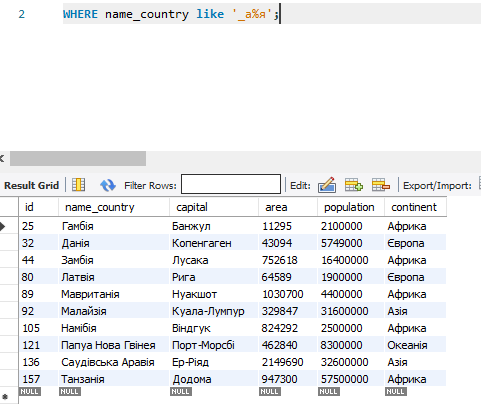 2 WHERE name_country like '_а%я';
Result Grid Filter Rows: Edit: Export/Import:
id name_country capital area population continent
25 Гамбія Банжул 11295 2100000 Африка
32 Данія Копенгаген 43094 5749000 Європа
44 Замбія Лусака 752618 16400000 Африка
80 Латвія Рига 64589 1900000 Європа
89 Мавританія Нуакшот 1030700 4400000 Африка
92 Малайзія Куала-Лумпур 329847 31600000 Азія
105 Намібія Віндгук 824292 2500000 Африка
121 Папуа Нова Гвінея Порт-Морсбі 462840 8300000 Океанія
136 Саудівська Аравія Ер-Ріяд 2149690 32600000 Азія
157 Танзанія Додома 947300 57500000 Африка
NULL NULL NULL NULL NULL NULL